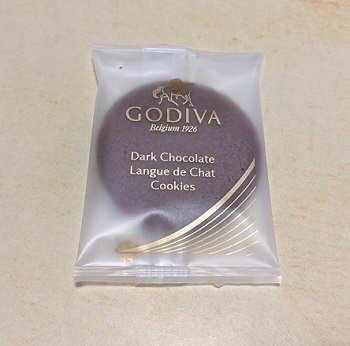 GODIVA
Belgium 1926
Dark Chocolate
Langue de Chat
Cookies